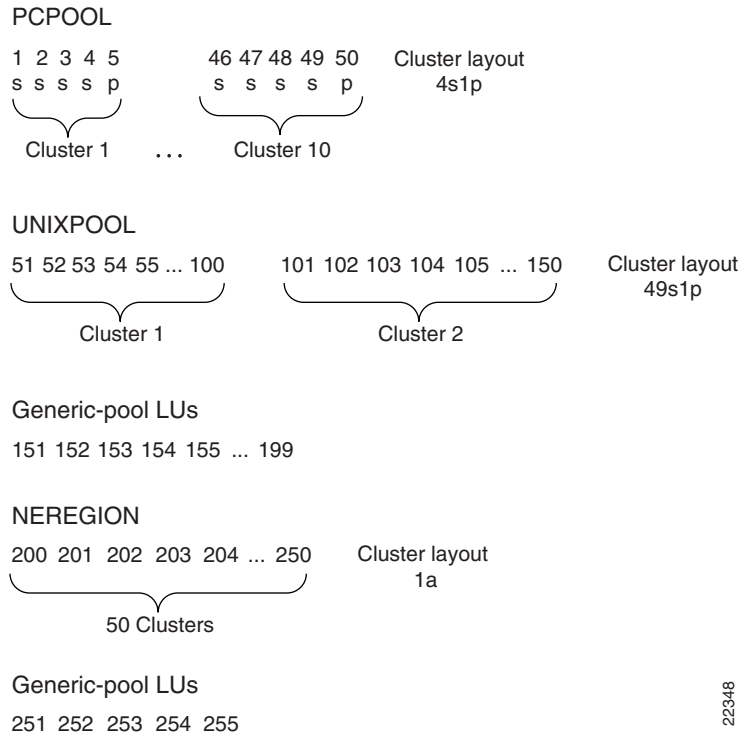 PCPOOL
1 2 3 4 5 46 47 48 49 50 Cluster layout
s s s s p s s s s p 4s1p
Cluster 1 ... Cluster 10
UNIXPOOL
51 52 53 54 55 ... 100 101 102 103 104 105 ... 150 Cluster layout
49s1p
Cluster 1 Cluster 2
Generic-pool LUs
151 152 153 154 155 ... 199
NEREGION
200 201 202 203 204 ... 250 Cluster layout
1a
50 Clusters
Generic-pool LUs
251 252 253 254 255
22348